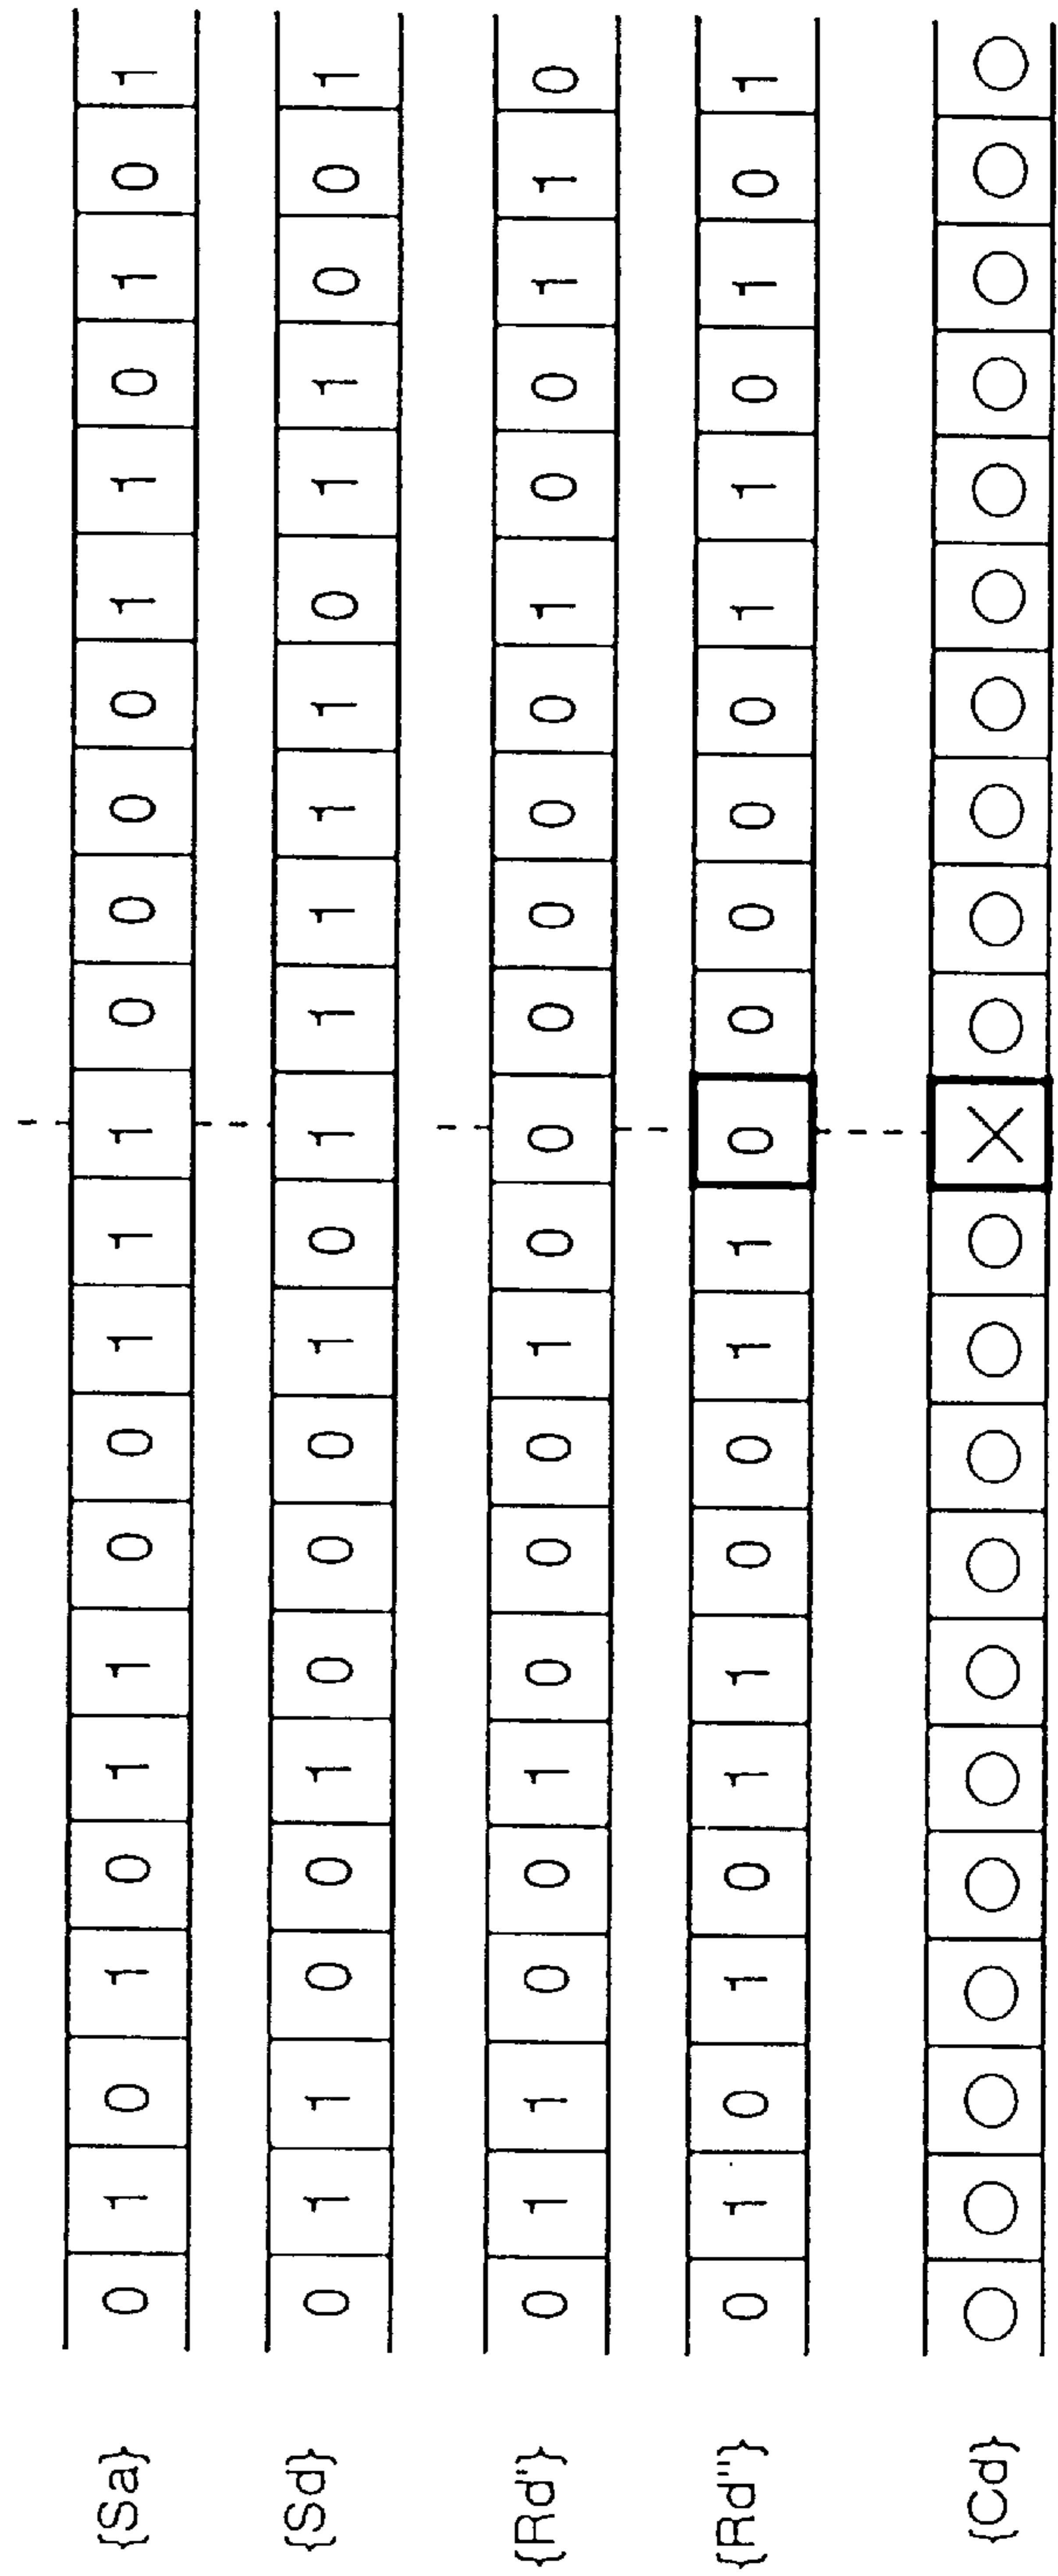 {Sa} 0 1 0 1 0 1 1 0 0 1 1 1 0 0 0 0 1 1 0 1 0 1
{Sd} 0 1 1 0 0 1 0 0 0 1 0 1 1 1 1 1 0 1 1 0 0 1
{Rd"} 0 1 1 0 0 1 0 0 0 1 0 0 0 0 0 0 1 0 0 1 1 0
{Rd"'} 0 1 0 1 0 1 1 0 0 1 1 0 0 0 0 0 1 1 0 1 0 1
{Cd} ○ ○ ○ ○ ○ ○ ○ ○ ○ ○ ○ × ○ ○ ○ ○ ○ ○ ○ ○ ○ ○